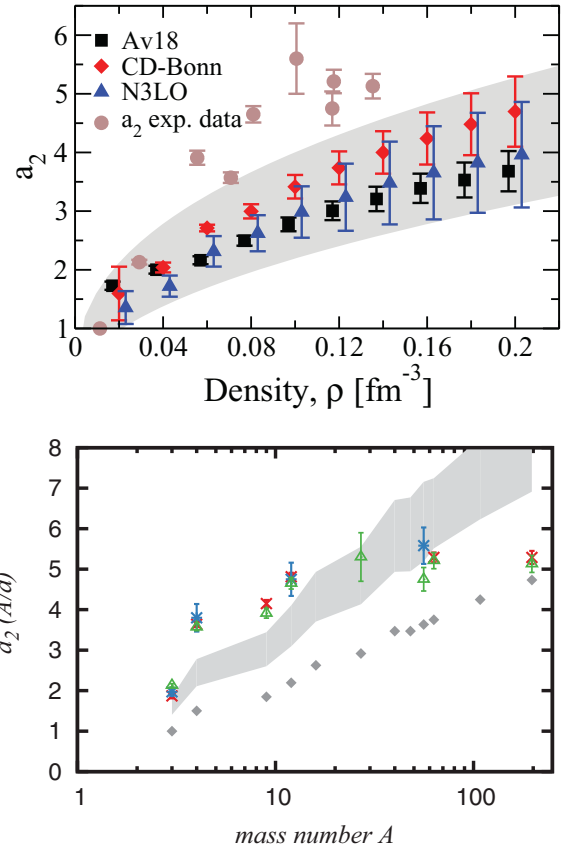 6
5
4
3
2
1
a₂
Av18
CD-Bonn
N3LO
a₂ exp. data
0.04 0.08 0.12 0.16 0.2
Density, ρ [fm⁻³]
8
7
6
5
4
3
2
1
0
a₂ (A/d)
1 10 100
mass number A